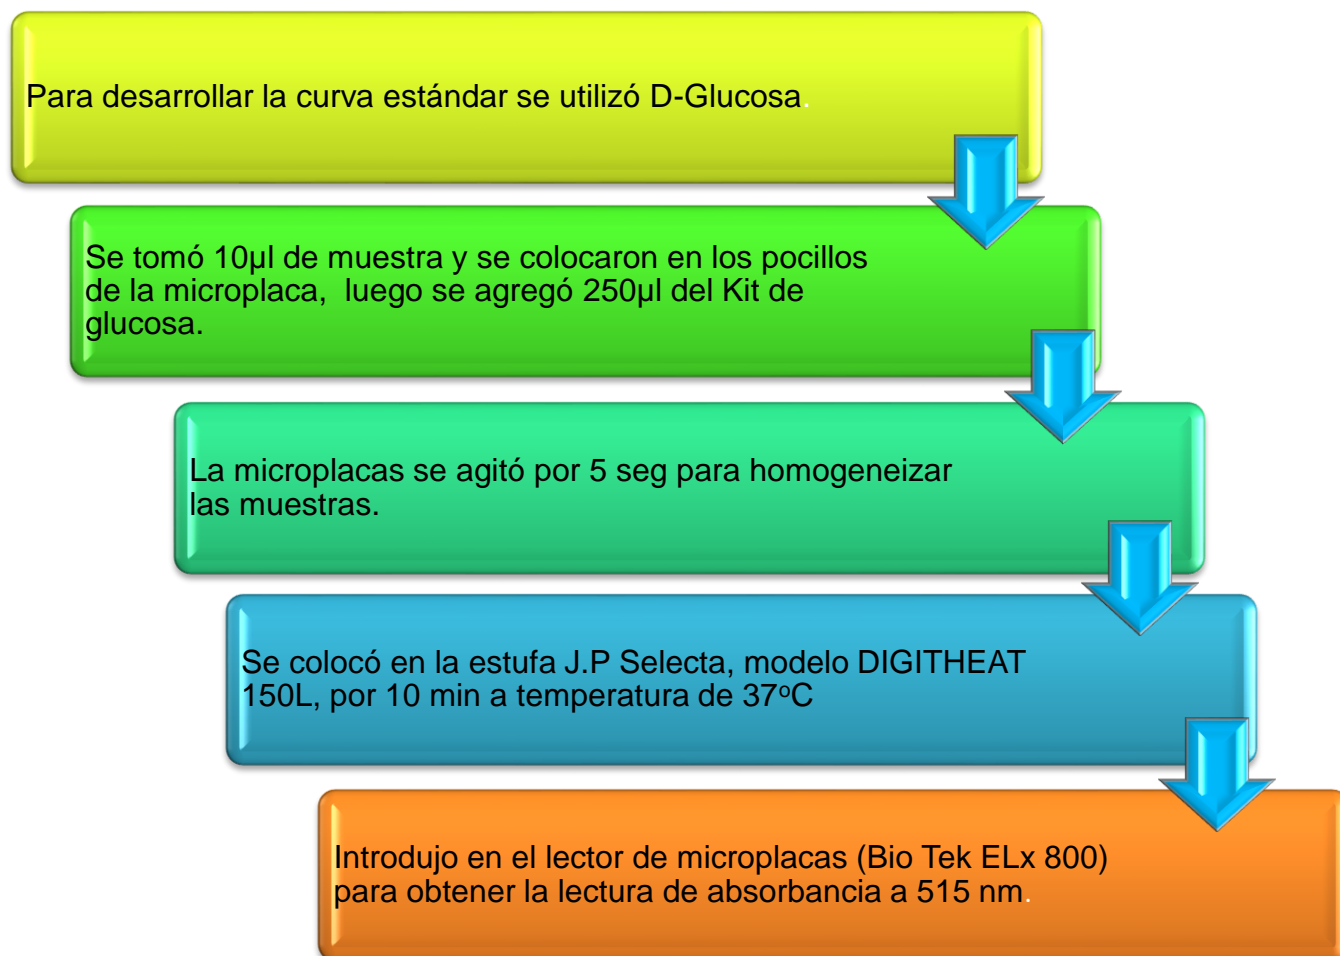 Para desarrollar la curva estándar se utilizó D-Glucosa.
Se tomó 10µl de muestra y se colocaron en los pocillos
de la microplaca,  luego se agregó 250µl del Kit de
glucosa.
La microplacas se agitó por 5 seg para homogeneizar
las muestras.
Se colocó en la estufa J.P Selecta, modelo DIGITHEAT
150L, por 10 min a temperatura de 37ºC
Introdujo en el lector de microplacas (Bio Tek ELx 800)
para obtener la lectura de absorbancia a 515 nm.